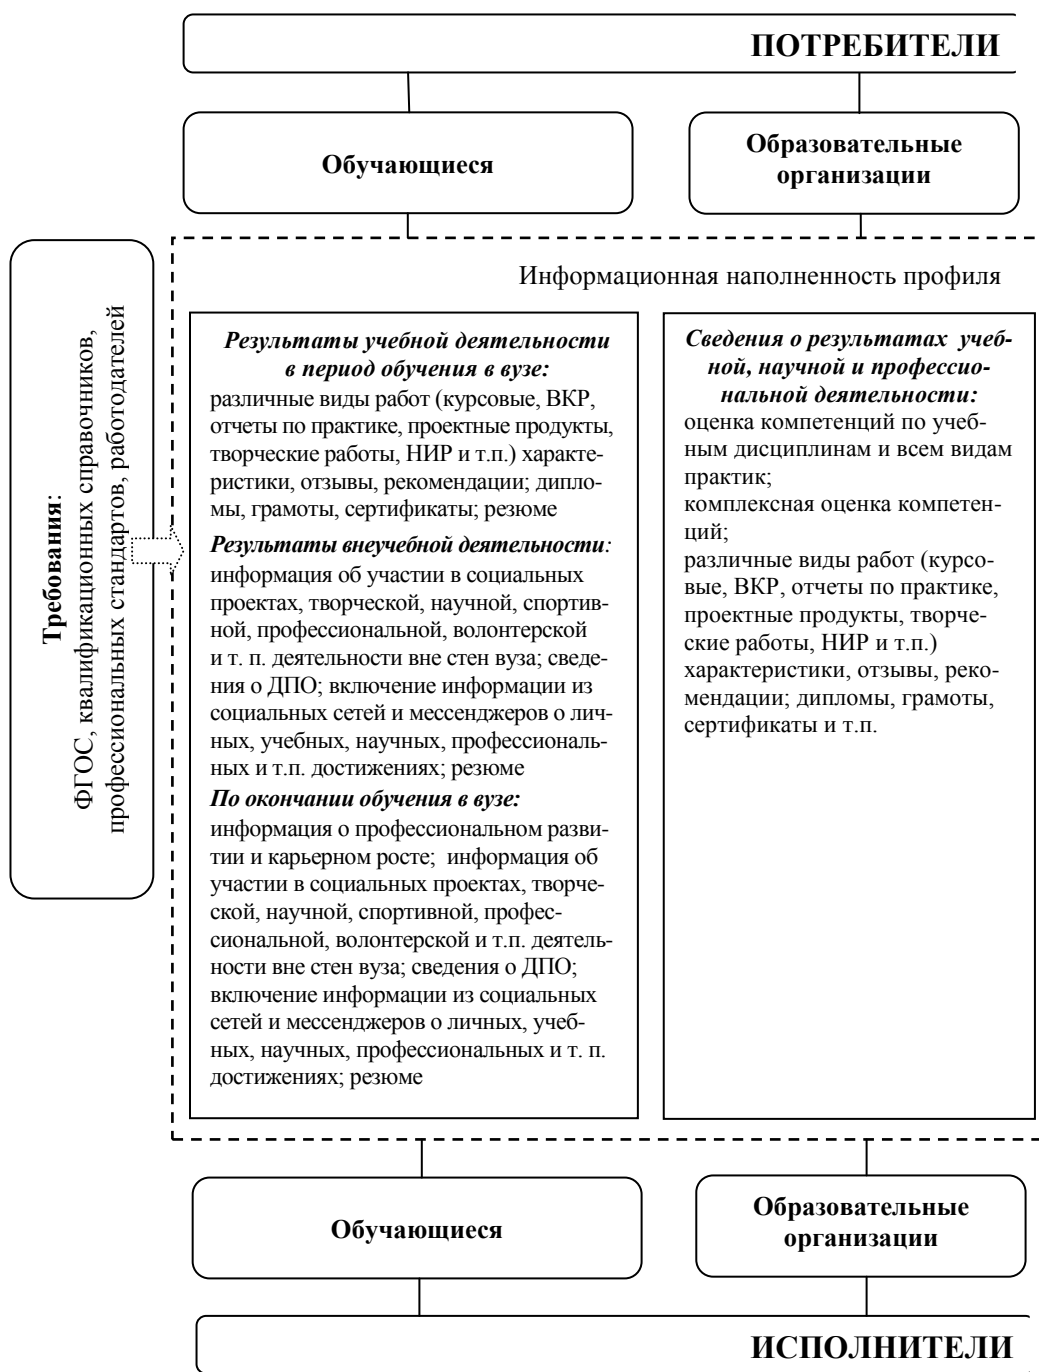 ПОТРЕБИТЕЛИ
Обучающиеся
Образовательные
организации
Требования:
ФГОС, квалификационных справочников,
профессиональных стандартов, работодателей
Информационная наполненность профиля
Результаты учебной деятельности
в период обучения в вузе:
различные виды работ (курсовые, ВКР,
отчеты по практике, проектные продукты,
творческие работы, НИР и т.п.) характе-
ристики, отзывы, рекомендации; дипло-
мы, грамоты, сертификаты; резюме
Результаты внеучебной деятельности:
информация об участии в социальных
проектах, творческой, научной, спортив-
ной, профессиональной, волонтерской
и т. п. деятельности вне стен вуза; сведе-
ния о ДПО; включение информации из
социальных сетей и мессенджеров о лич-
ных, учебных, научных, профессиональ-
ных и т.п. достижениях; резюме
По окончании обучения в вузе:
информация о профессиональном разви-
тии и карьерном росте; информация об
участии в социальных проектах, творче-
ской, научной, спортивной, профес-
сиональной, волонтерской и т.п. деятель-
ности вне стен вуза; сведения о ДПО;
включение информации из социальных
сетей и мессенджеров о личных, учеб-
ных, научных, профессиональных и т. п.
достижениях; резюме
Сведения о результатах учеб-
ной, научной и профессио-
нальной деятельности:
оценка компетенций по учеб-
ным дисциплинам и всем видам
практик;
комплексная оценка компетен-
ций;
различные виды работ (курсо-
вые, ВКР, отчеты по практике,
проектные продукты, творче-
ские работы, НИР и т.п.)
характеристики, отзывы, реко-
мендации; дипломы, грамоты,
сертификаты и т.п.
Обучающиеся
Образовательные
организации
ИСПОЛНИТЕЛИ